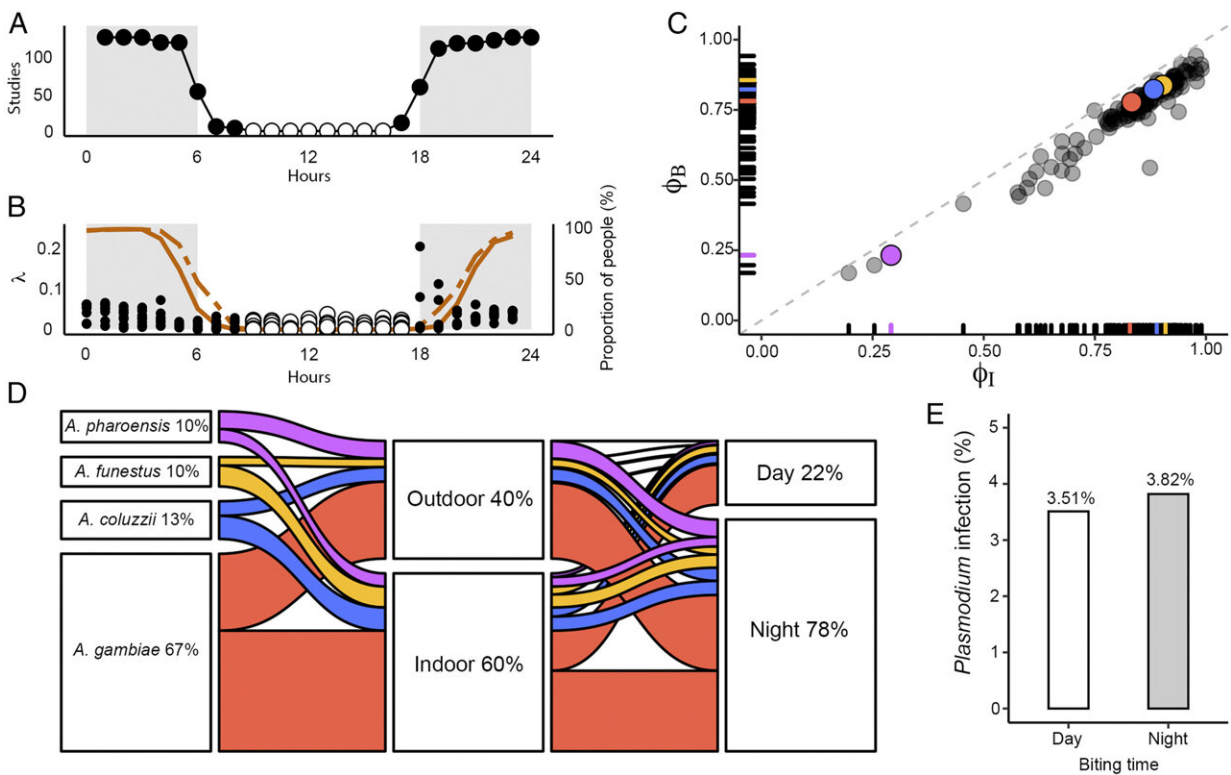 A
Studies
100
50
0
0
6
12
18
24
Hours
B
λ
0.2
0.1
0
100
50
0
Proportion of people (%)
0
6
12
18
24
Hours
C
ϕB
1.00
0.75
0.50
0.25
0.00
0.00
0.25
0.50
0.75
1.00
ϕI
D
A. pharoensis 10%
A. funestus 10%
A. coluzzii 13%
A. gambiae 67%
Outdoor 40%
Indoor 60%
Day 22%
Night 78%
E
Plasmodium infection (%)
5
4
3
2
1
0
3.51%
3.82%
Day
Night
Biting time